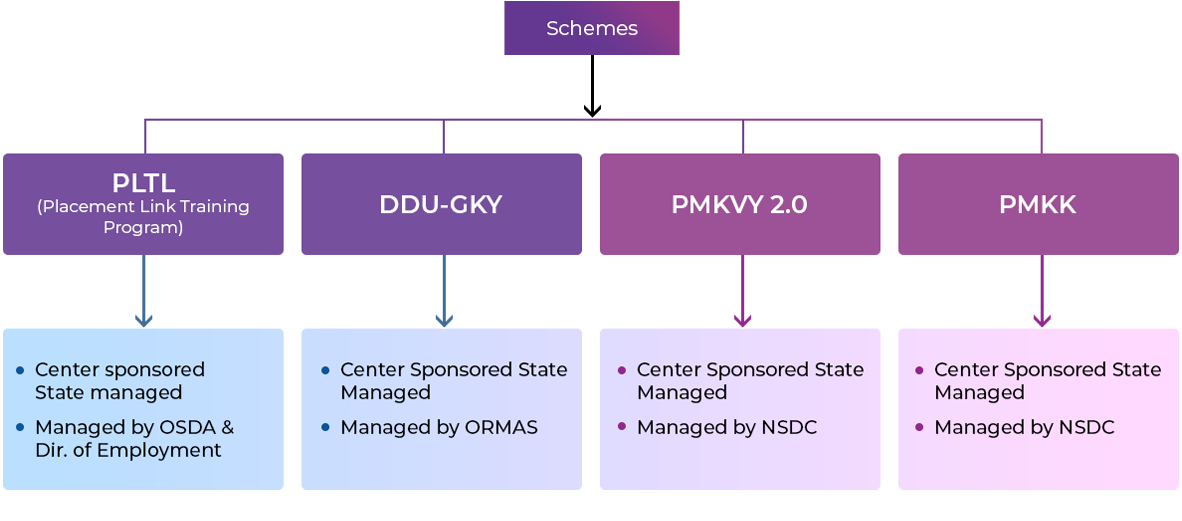 Schemes
PLTL
(Placement Link Training
Program)
DDU-GKY
PMKVY 2.0
PMKK
• Center sponsored
State managed
• Managed by OSDA &
Dir. of Employment
• Center Sponsored State
Managed
• Managed by ORMAS
• Center Sponsored State
Managed
• Managed by NSDC
• Center Sponsored State
Managed
• Managed by NSDC